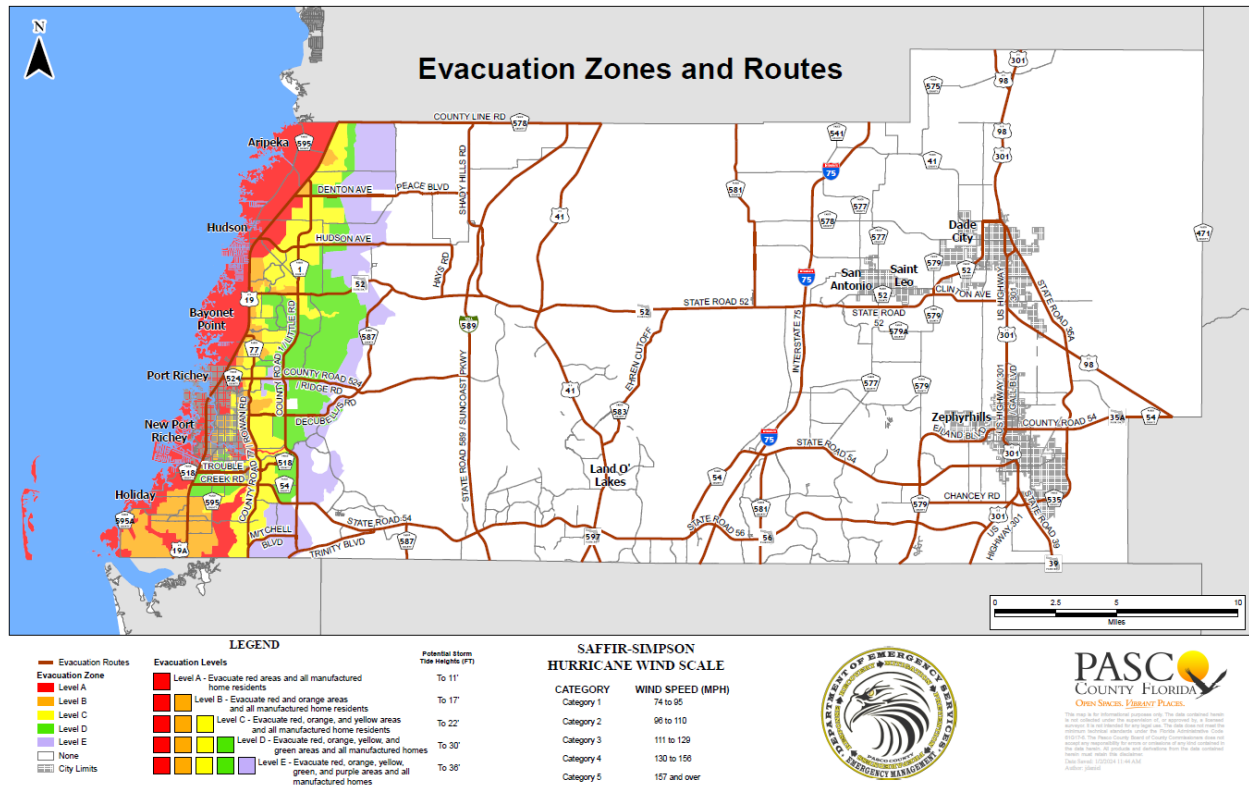 N
Evacuation Zones and Routes
COUNTY LINE RD
578
Aripeka
595
DENTON AVE
PEACE BLVD
SHADY HILLS RD
41
581
541
75
575
98
301
98
301
41
577
578
577
471
Hudson
HUDSON AVE
1
52
HAYS RD
19
Bayonet
Point
77
587
589
STATE ROAD 52
52
75
INTERSTATE 75
San
Antonio
Saint
Leo
52
STATE ROAD
52
579
579
579A
Dade
City
52
CLINTON AVE
US HIGHWAY
301
STATE ROAD 35A
301
98
Port Richey
524
COUNTY ROAD 524
/ RIDGE RD
COUNTY ROAD 1 / LITTLE RD
DECUBELLIS RD
New Port
Richey
COUNTY ROAD 77 / ROWAN RD
STATE ROAD 589 / SUNCOAST PKWY
41
EHREN CUTOFF
583
577
579
Zephyrhills
EILAND BLVD
US HIGHWAY 301
/ GALL BLVD
COUNTY ROAD 54
35A
54
518
TROUBLE
CREEK RD
518
54
Land O'
Lakes
75
STATE ROAD 54
301
Holiday
595
595A
54
581
579
CHANCEY RD
535
MITCHELL
BLVD
STATE ROAD 54
TRINITY BLVD
587
597
STATE ROAD 56
56
301
US
HIGHWAY 301
STATE ROAD 39
39
19A
0 2.5 5 10
Miles
LEGEND
Evacuation Routes
Evacuation Zone
Level A
Level B
Level C
Level D
Level E
None
City Limits
Evacuation Levels
Potential Storm
Tide Heights (FT)
Level A - Evacuate red areas and all manufactured
home residents
To 11'
Level B - Evacuate red and orange areas
and all manufactured home residents
To 17'
Level C - Evacuate red, orange, and yellow areas
and all manufactured home residents
To 22'
Level D - Evacuate red, orange, yellow, and
green areas and all manufactured homes
To 30'
Level E - Evacuate red, orange, yellow,
green, and purple areas and all
manufactured homes
To 36'
SAFFIR-SIMPSON
HURRICANE WIND SCALE
CATEGORY WIND SPEED (MPH)
Category 1 74 to 95
Category 2 96 to 110
Category 3 111 to 129
Category 4 130 to 156
Category 5 157 and over
DEPARTMENT OF EMERGENCY SERVICES
PASCO COUNTY
EMERGENCY MANAGEMENT
PASCO
COUNTY FLORIDA
OPEN SPACES. VIBRANT PLACES.